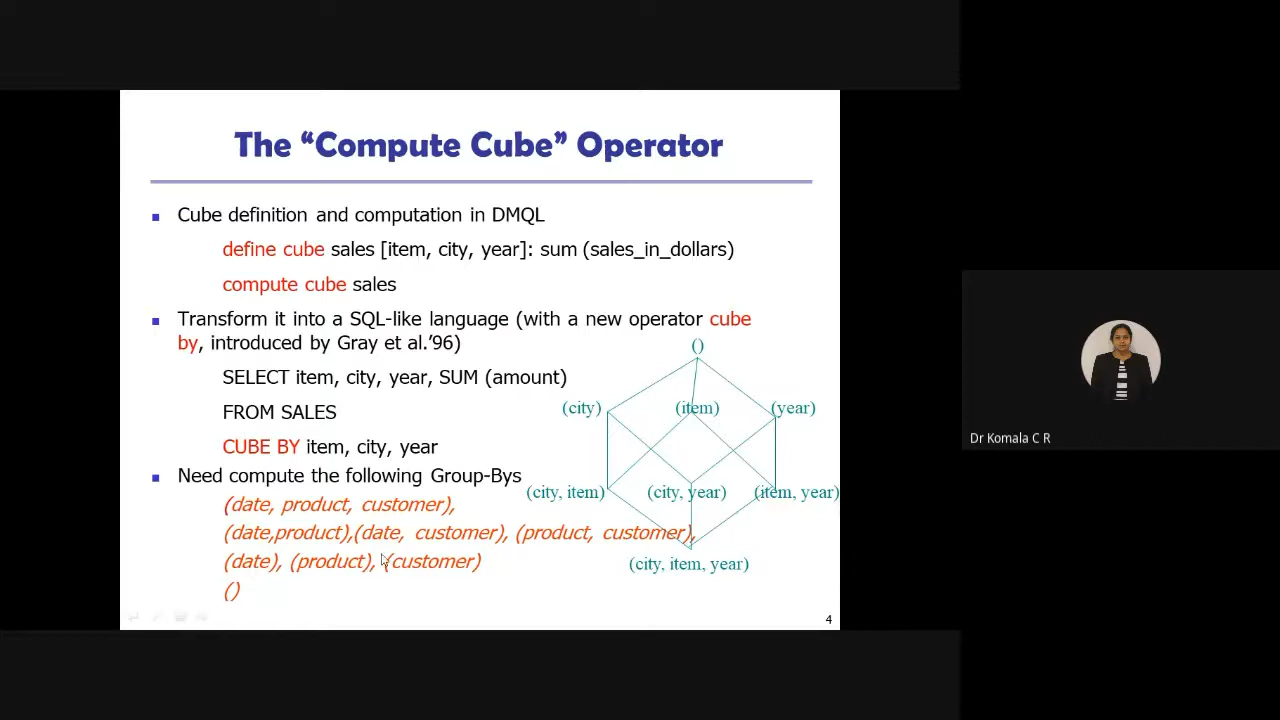 The “Compute Cube” Operator
Cube definition and computation in DMQL
define cube sales [item, city, year]: sum (sales_in_dollars)
compute cube sales
Transform it into a SQL-like language (with a new operator cube
by, introduced by Gray et al.’96)
()
SELECT item, city, year, SUM (amount)
(city) (item) (year)
FROM SALES
CUBE BY item, city, year
Need compute the following Group-Bys
(city, item) (city, year) (item, year)
(date, product, customer),
(date,product),(date, customer), (product, customer),
(date), (product), (customer)
(city, item, year)
()
4
Dr Komala C R